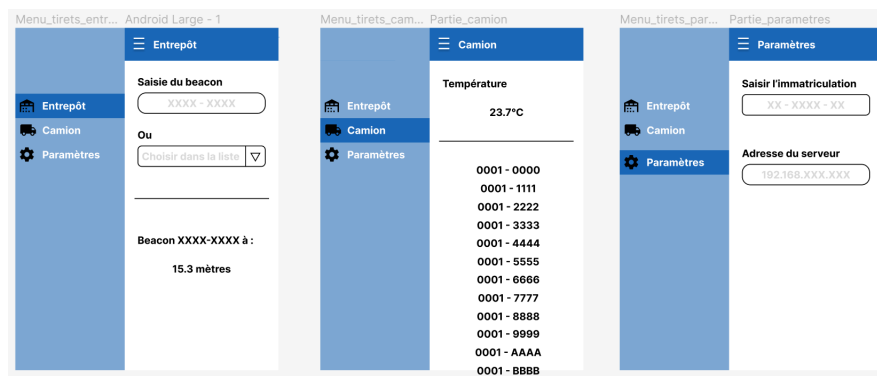 Menu_tirets_entr... Android Large - 1
Entrepôt
Saisie du beacon
XXXX - XXXX
Entrepôt
Camion
Ou
Paramètres
Choisir dans la liste
Beacon XXXX-XXXX à :
15.3 mètres
Menu_tirets_cam... Partie_camion
Camion
Température
Entrepôt
23.7°C
Camion
Paramètres
0001 - 0000
0001 - 1111
0001 - 2222
0001 - 3333
0001 - 4444
0001 - 5555
0001 - 6666
0001 - 7777
0001 - 8888
0001 - 9999
0001 - AAAA
0001 - BBBB
Menu_tirets_par... Partie_parametres
Paramètres
Saisir l'immatriculation
Entrepôt
XX - XXXX - XX
Camion
Adresse du serveur
Paramètres
192.168.XXX.XXX